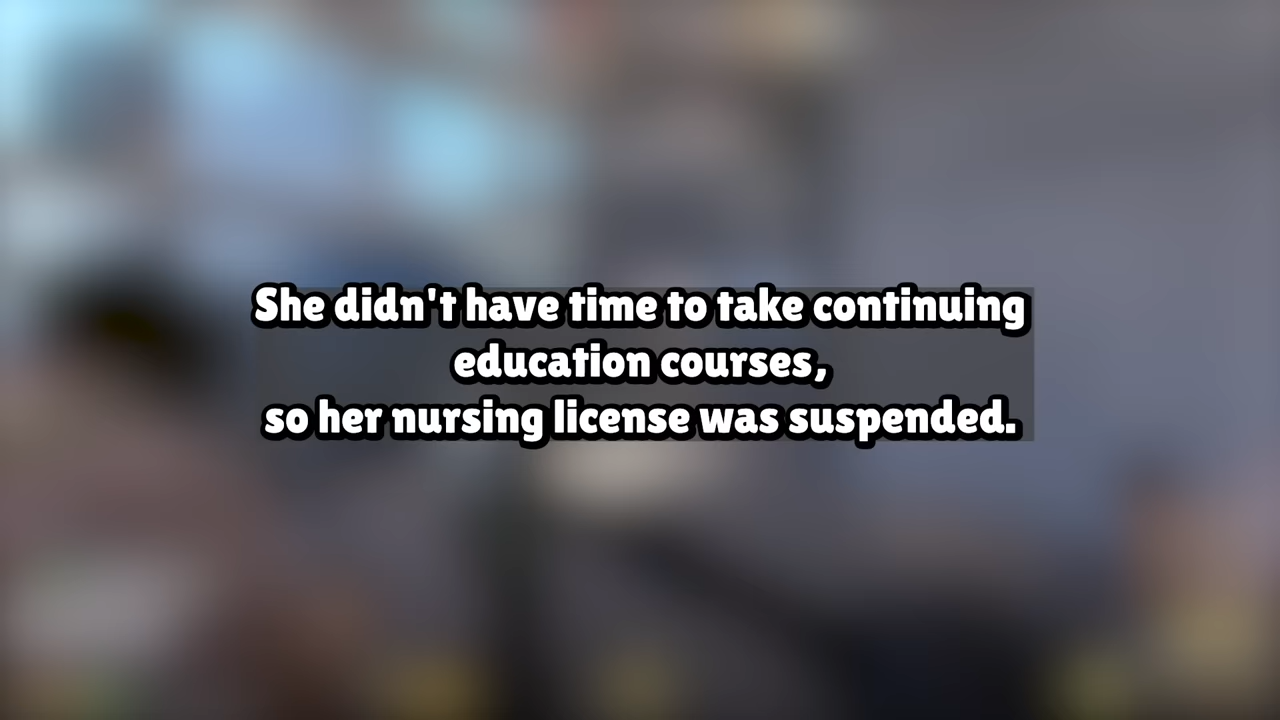 She didn't have time to take continuing
education courses,
so her nursing license was suspended.